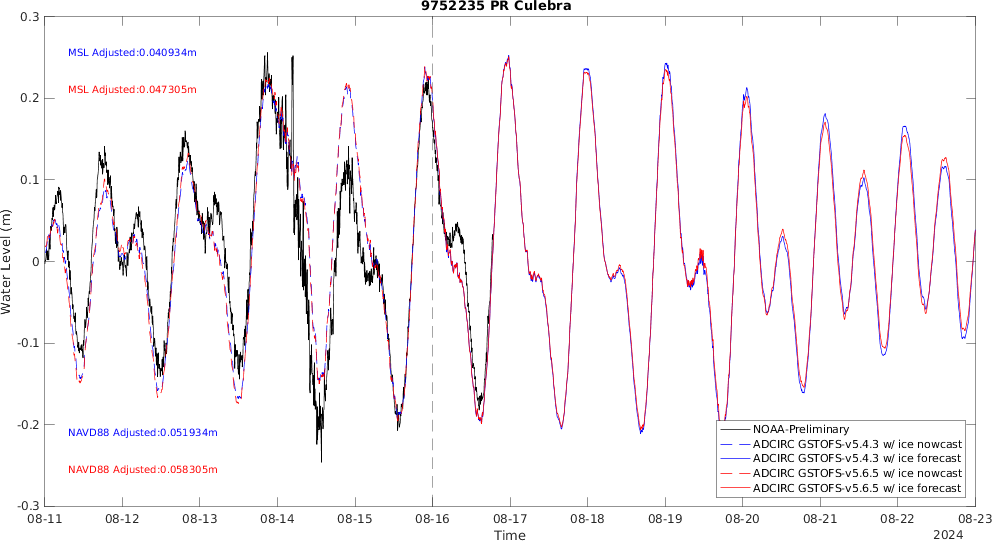 9752235 PR Culebra
0.3
0.2
0.1
0
-0.1
-0.2
-0.3
Water Level (m)
MSL Adjusted:0.040934m
MSL Adjusted:0.047305m
NAVD88 Adjusted:0.051934m
NAVD88 Adjusted:0.058305m
NOAA-Preliminary
ADCIRC GSTOFS-v5.4.3 w/ ice nowcast
ADCIRC GSTOFS-v5.4.3 w/ ice forecast
ADCIRC GSTOFS-v5.6.5 w/ ice nowcast
ADCIRC GSTOFS-v5.6.5 w/ ice forecast
08-11 08-12 08-13 08-14 08-15 08-16 08-17 08-18 08-19 08-20 08-21 08-22 08-23
Time
2024